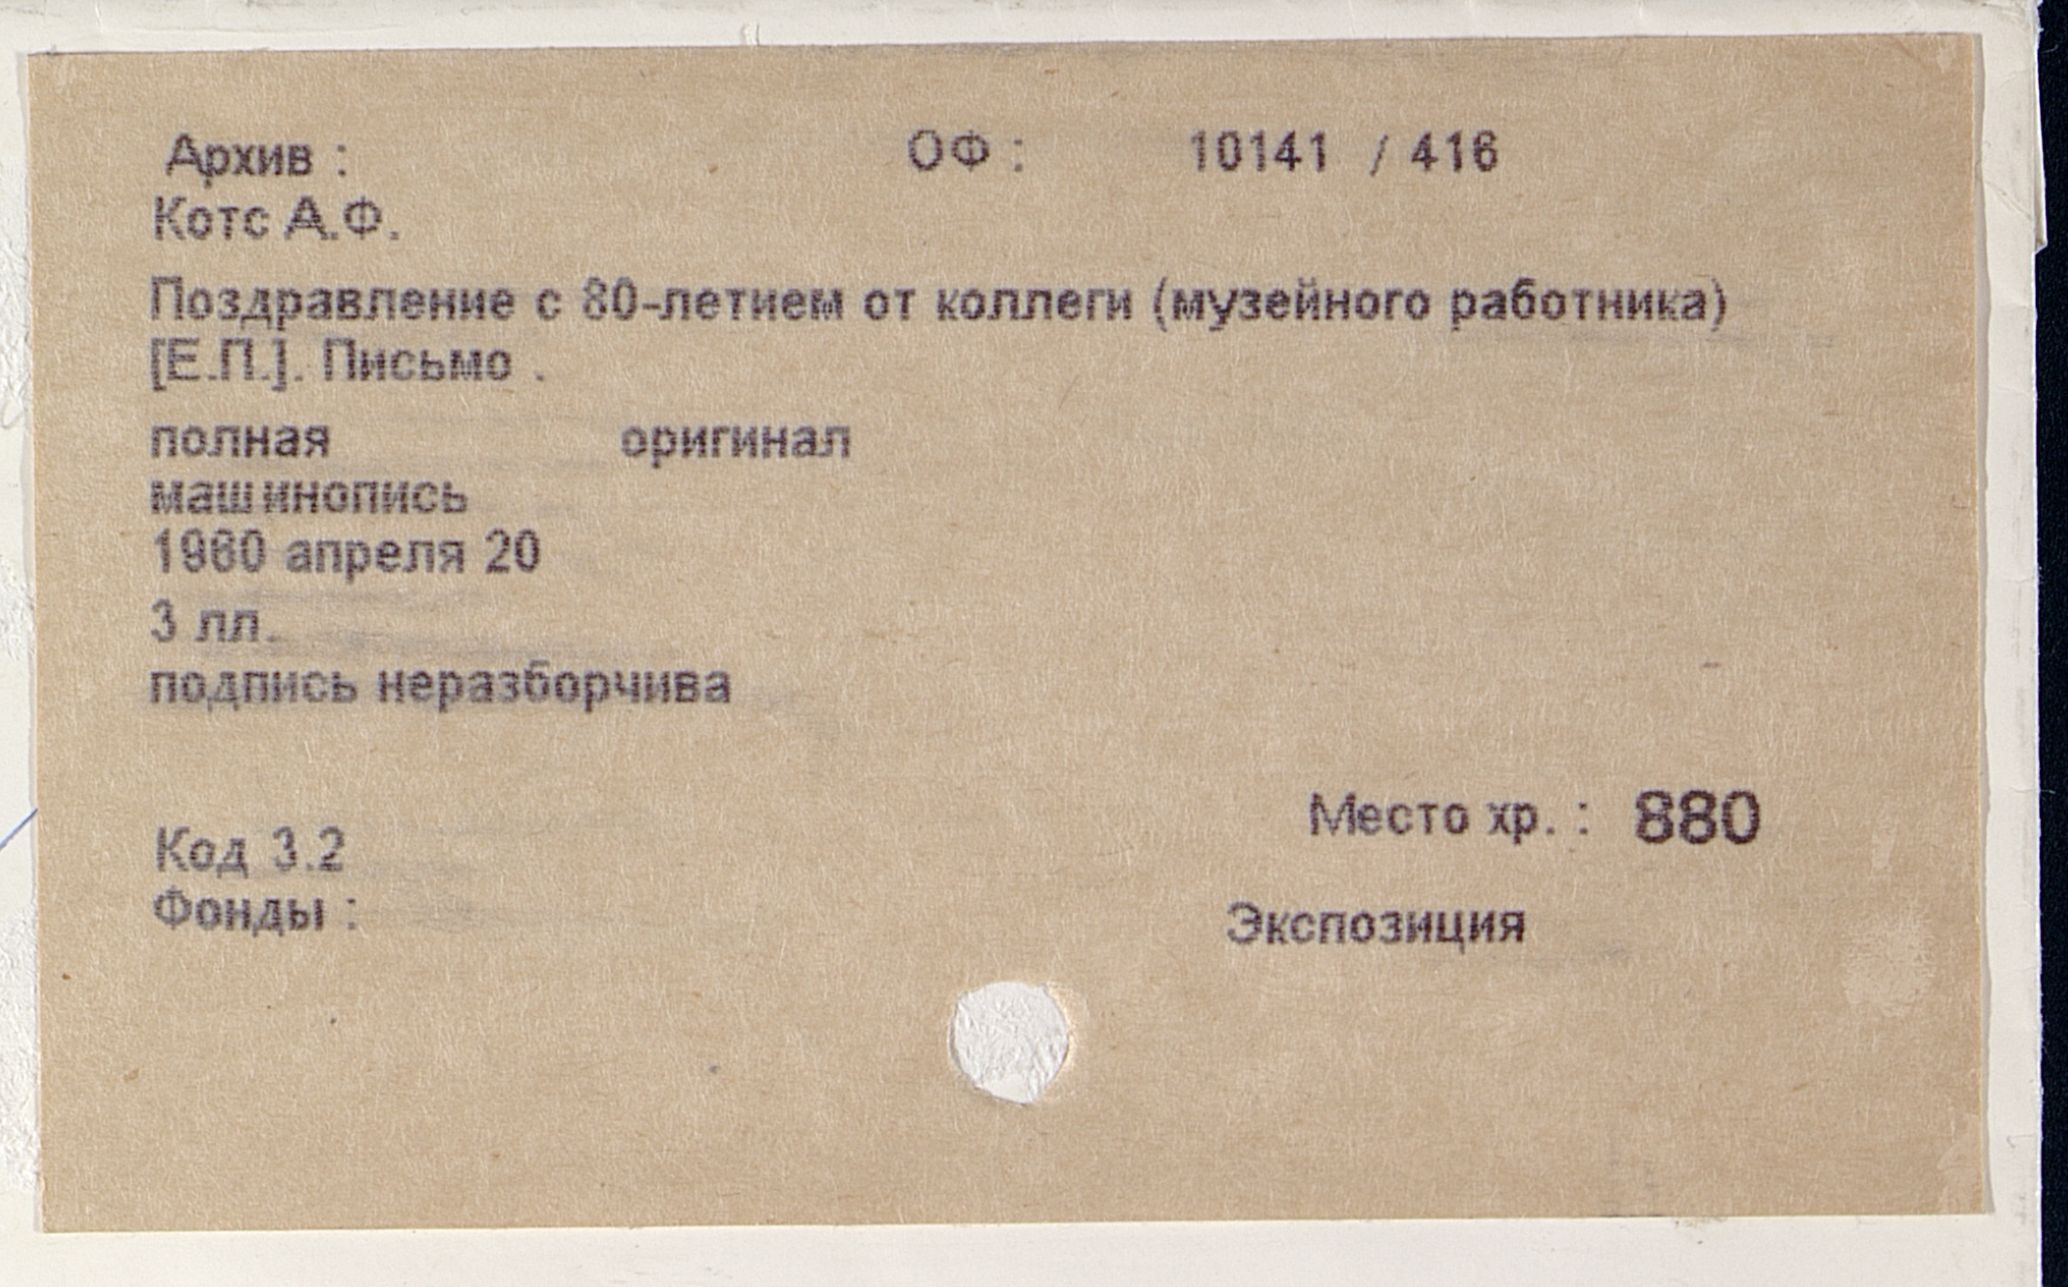 Архив : ОФ : 10141 / 416
Котс А.Ф.
Поздравление с 80-летием от коллеги (музейного работника)
[Е.П.]. Письмо .
полная оригинал
машинопись
1960 апреля 20
3 лл.
подпись неразборчива
Место хр. : 880
Код 3.2
Фонды :
Экспозиция